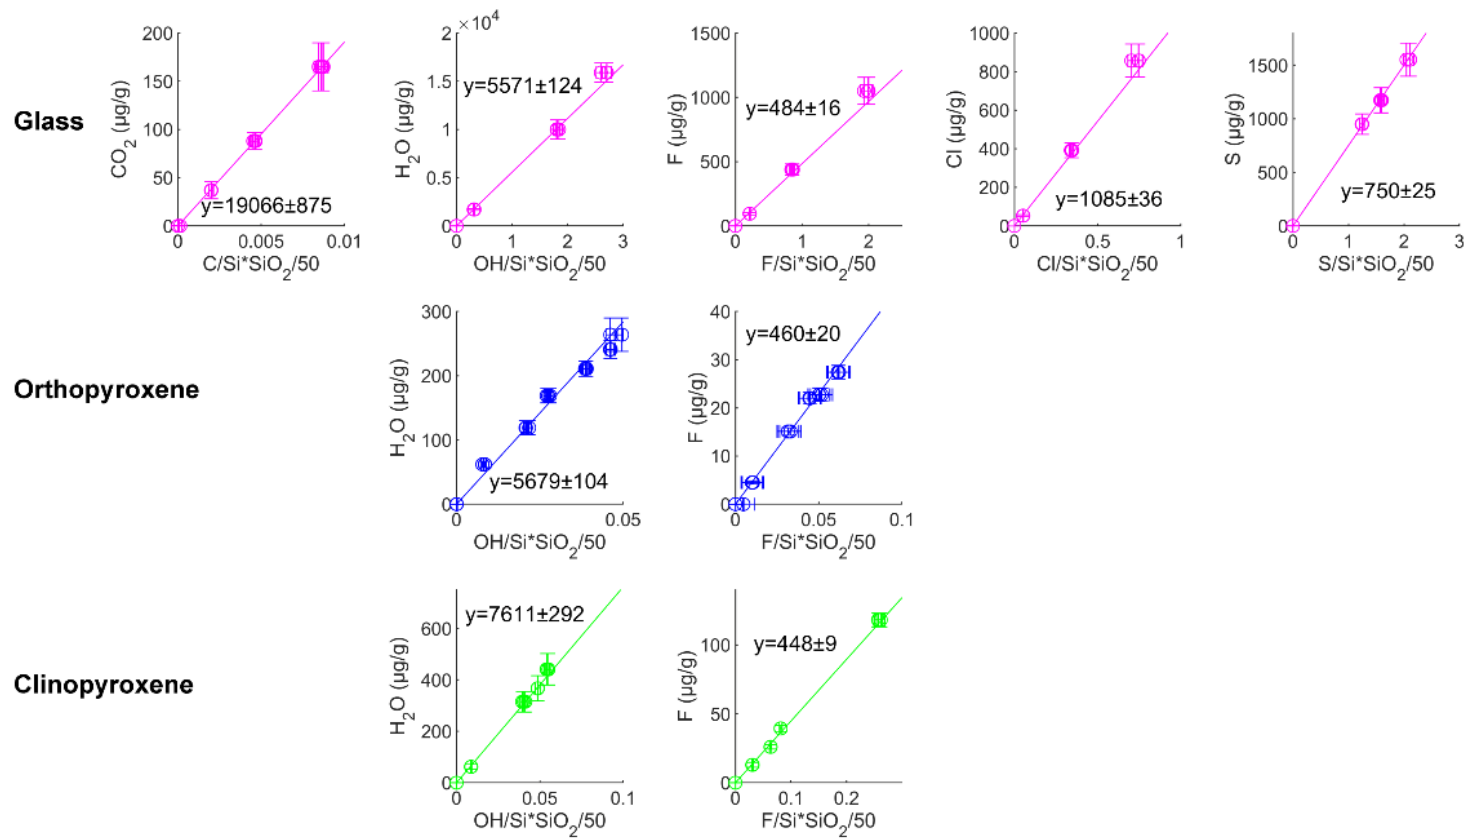 Glass
CO2 (µg/g)
200
150
100
50
0
y=19066±875
0 0.005 0.01
C/Si*SiO2/50
×10^4
H2O (µg/g)
2
1.5
1
0.5
0
y=5571±124
0 1 2 3
OH/Si*SiO2/50
F (µg/g)
1500
1000
500
0
y=484±16
0 1 2
F/Si*SiO2/50
Cl (µg/g)
1000
800
600
400
200
0
y=1085±36
0 0.5 1
Cl/Si*SiO2/50
S (µg/g)
1500
1000
500
0
y=750±25
0 1 2 3
S/Si*SiO2/50
Orthopyroxene
H2O (µg/g)
300
200
100
0
y=5679±104
0 0.05
OH/Si*SiO2/50
F (µg/g)
40
30
20
10
0
y=460±20
0 0.05 0.1
F/Si*SiO2/50
Clinopyroxene
H2O (µg/g)
600
400
200
0
y=7611±292
0 0.05 0.1
OH/Si*SiO2/50
F (µg/g)
100
50
0
y=448±9
0 0.1 0.2
F/Si*SiO2/50